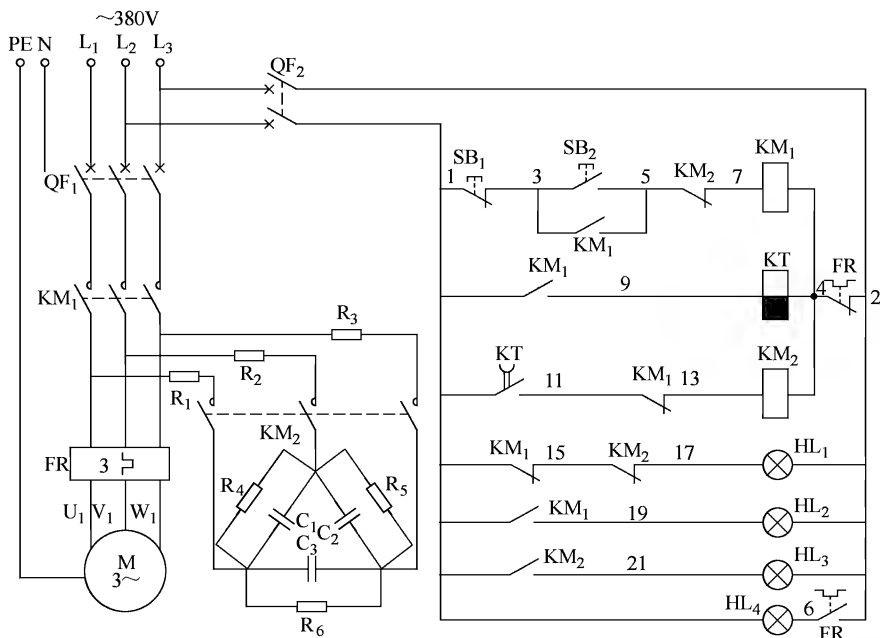 ~380V
PE N L₁ L₂ L₃
QF₂
QF₁
SB₁ SB₂ KM₂ KM₁
1 3 5 7
KM₁
KM₁ 9 KT 4 FR 2
KM₁
R₃
R₂
R₁
KM₂
KT 11 KM₁ 13 KM₂
FR 3
U₁ V₁ W₁
M
3~
R₄ R₅
C₁
C₃ C₂
R₆
KM₁ 15 KM₂ 17 HL₁
KM₁ 19 HL₂
KM₂ 21 HL₃
HL₄ 6 FR